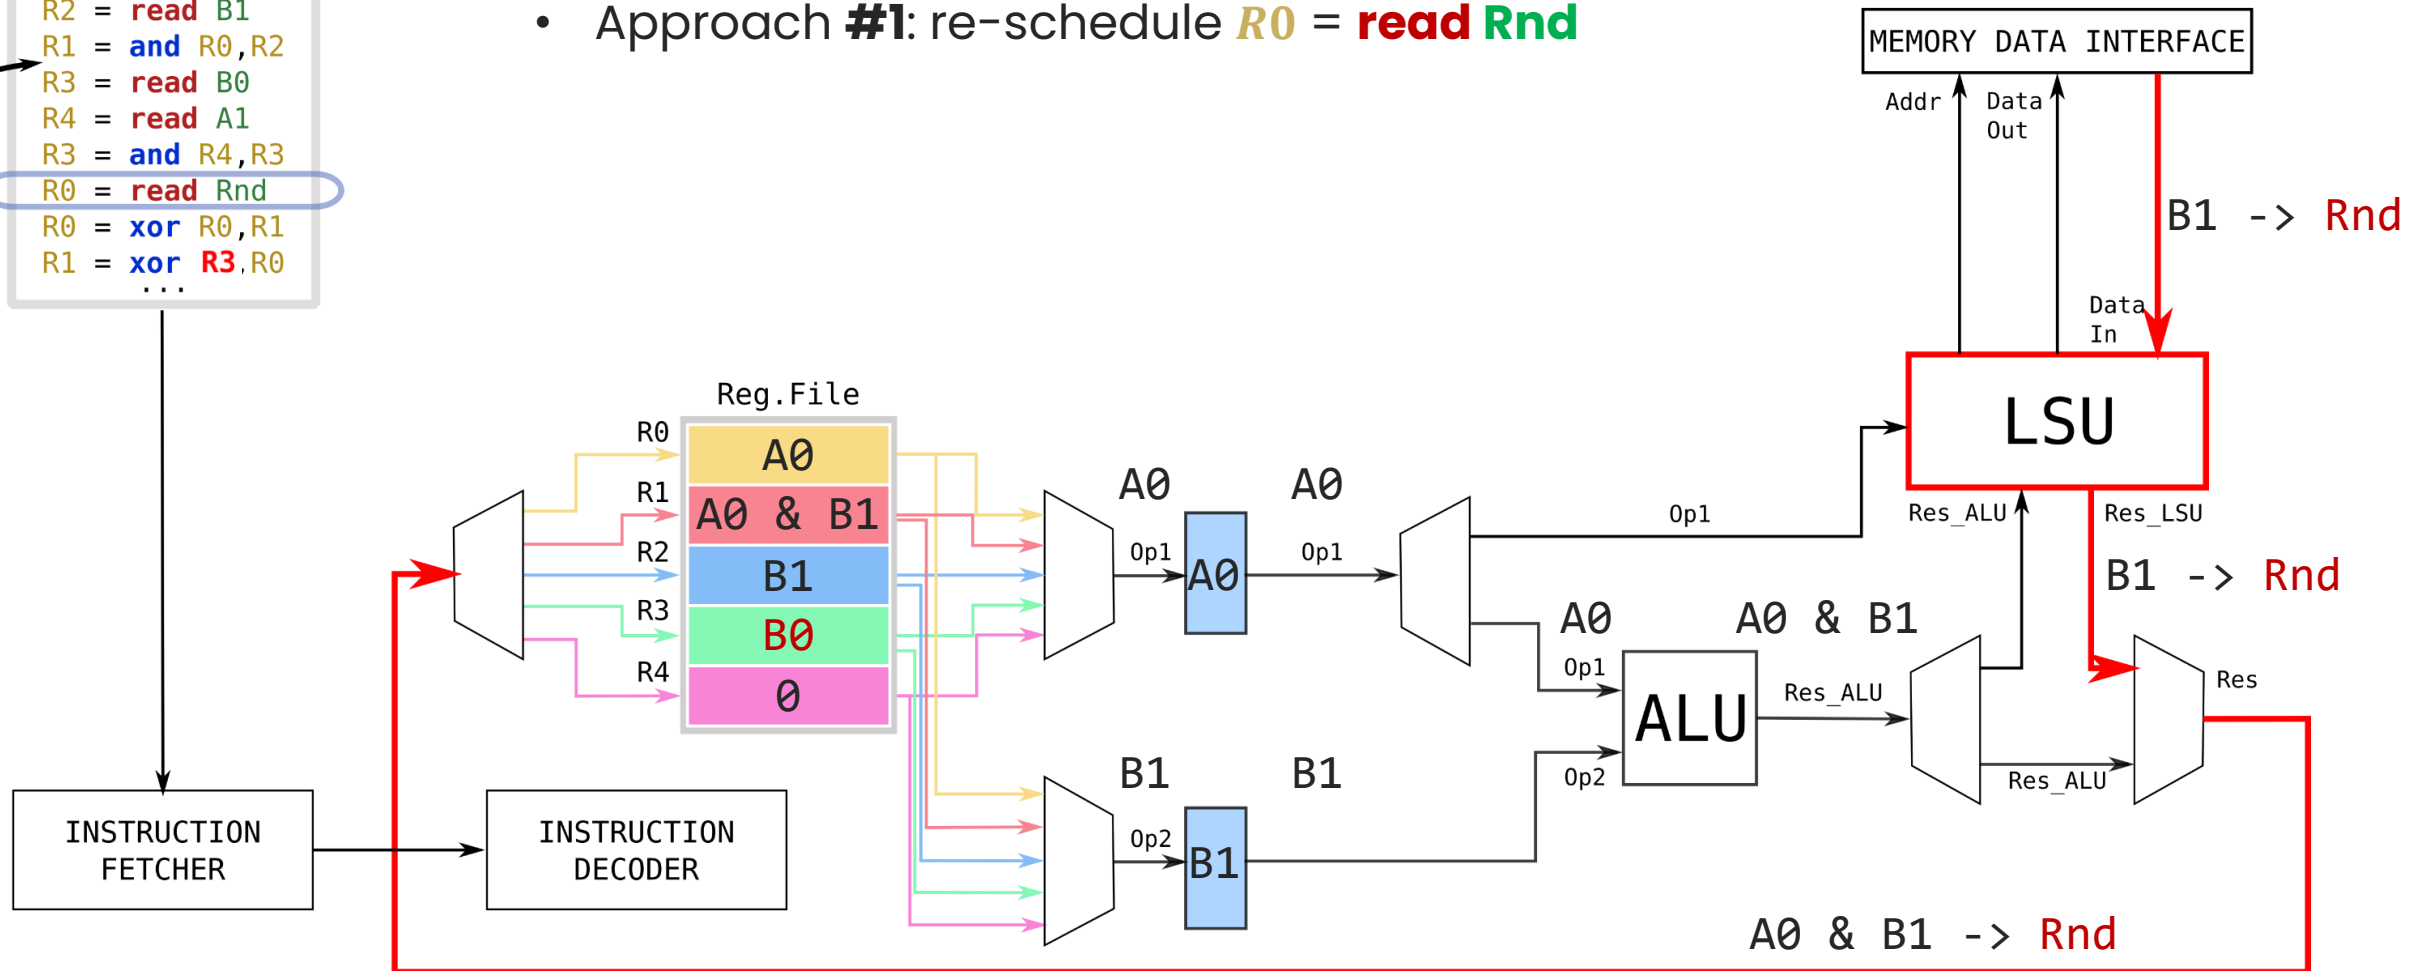 R2 = read B1
R1 = and R0,R2
R3 = read B0
R4 = read A1
R3 = and R4,R3
R0 = read Rnd
R0 = xor R0,R1
R1 = xor R3,R0
...
• Approach #1: re-schedule R0 = read Rnd
MEMORY DATA INTERFACE
Addr
Data
Out
B1 -> Rnd
Data
In
LSU
Res_ALU
Res_LSU
B1 -> Rnd
Reg.File
R0
A0
R1
A0 & B1
R2
B1
R3
B0
R4
0
A0
A0
Op1
A0
Op1
Op1
A0
A0 & B1
Op1
ALU
Op2
Res_ALU
Res_ALU
Res
B1
B1
Op2
B1
INSTRUCTION
FETCHER
INSTRUCTION
DECODER
A0 & B1 -> Rnd